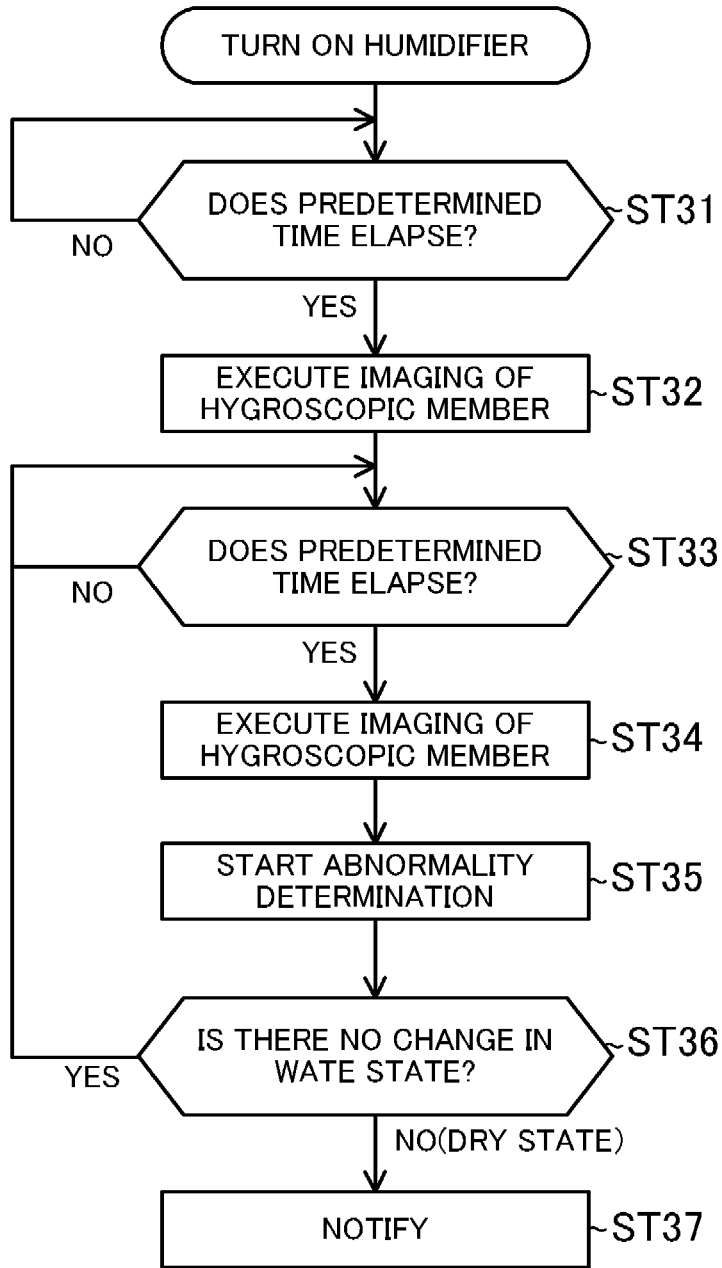 TURN ON HUMIDIFIER
DOES PREDETERMINED
TIME ELAPSE?
ST31
NO
YES
EXECUTE IMAGING OF
HYGROSCOPIC MEMBER
ST32
DOES PREDETERMINED
TIME ELAPSE?
ST33
NO
YES
EXECUTE IMAGING OF
HYGROSCOPIC MEMBER
ST34
START ABNORMALITY
DETERMINATION
ST35
IS THERE NO CHANGE IN
WATE STATE?
ST36
YES
NO(DRY STATE)
NOTIFY
ST37